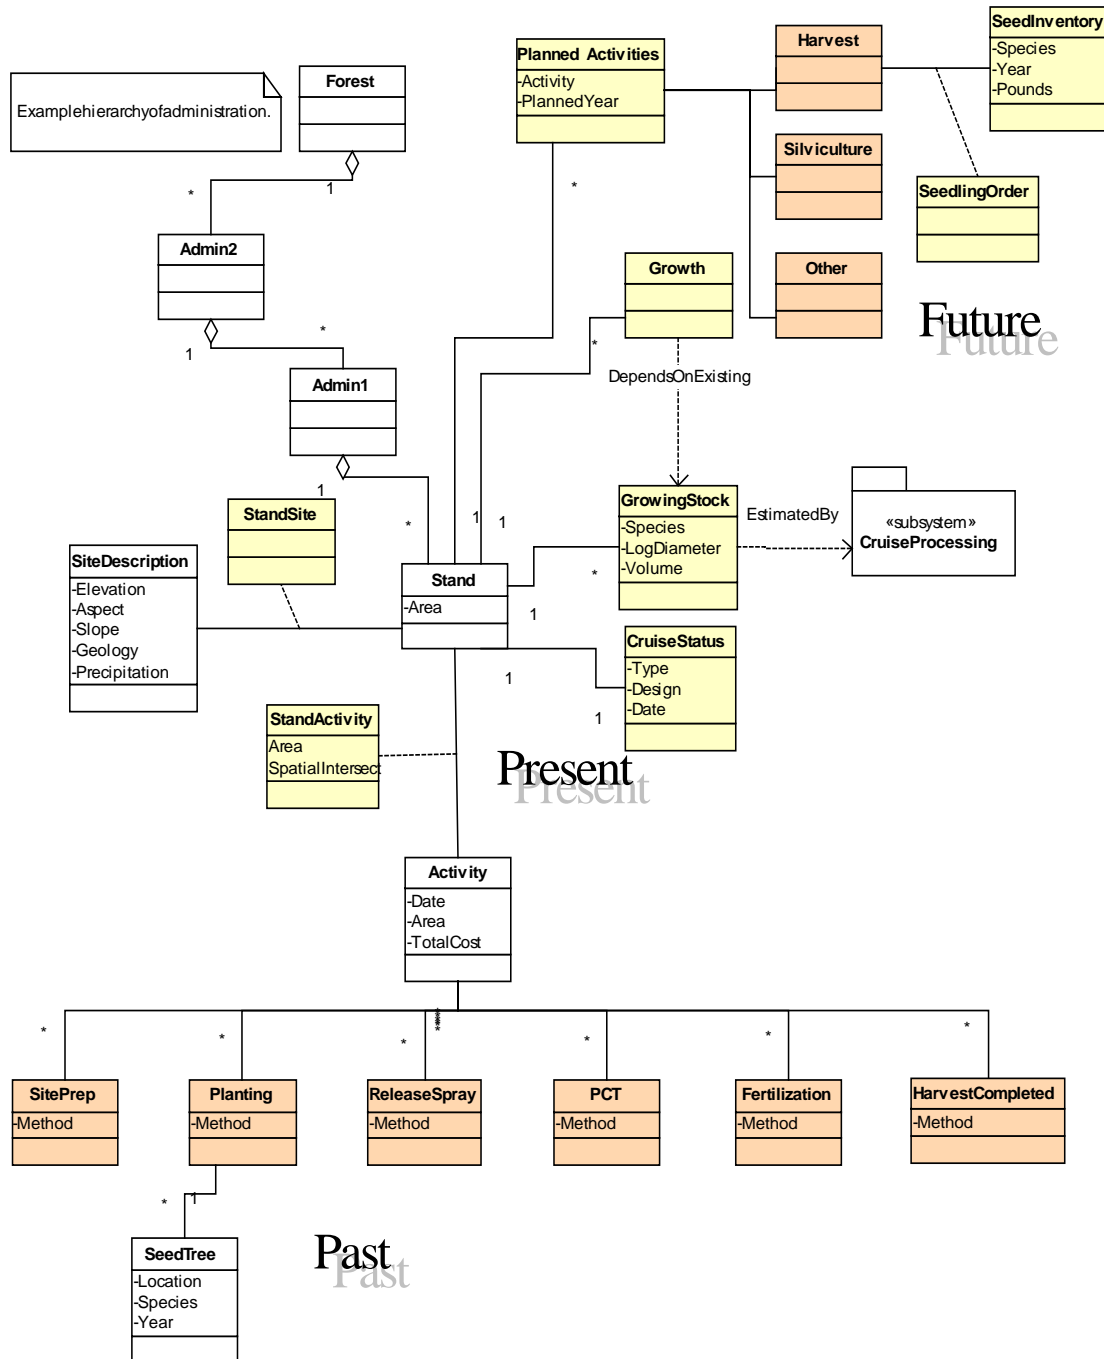 Examplehierarchyofadministration.
Forest
1
*
Admin2
1
*
Admin1
1
*
Planned Activities
-Activity
-PlannedYear
*
1
Harvest
Silviculture
Other
SeedInventory
-Species
-Year
-Pounds
SeedlingOrder
Future
Growth
*
1
DependsOnExisting
GrowingStock
-Species
-LogDiameter
-Volume
*
1
EstimatedBy
«subsystem»
CruiseProcessing
StandSite
SiteDescription
-Elevation
-Aspect
-Slope
-Geology
-Precipitation
Stand
-Area
CruiseStatus
-Type
-Design
-Date
1
1
StandActivity
Area
SpatialIntersect
Present
Activity
-Date
-Area
-TotalCost
*
*
*
*
*
*
SitePrep
-Method
Planting
-Method
ReleaseSpray
-Method
PCT
-Method
Fertilization
-Method
HarvestCompleted
-Method
*
1
SeedTree
-Location
-Species
-Year
Past